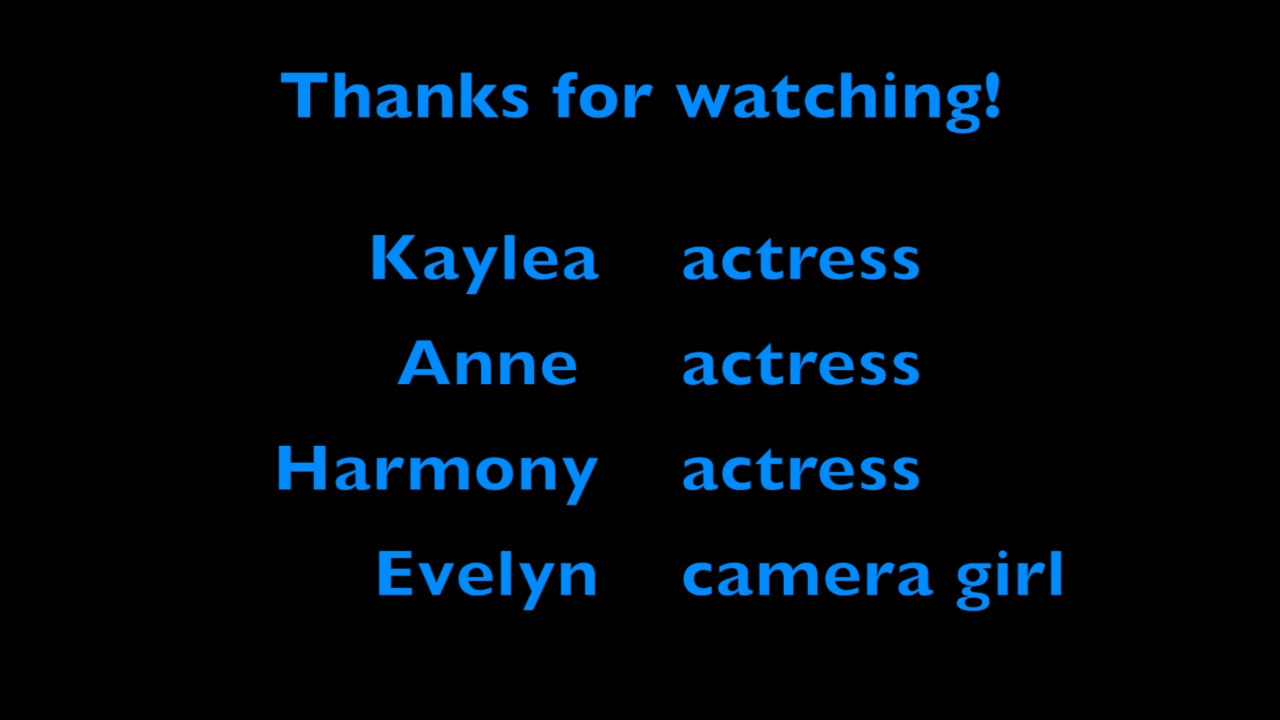 Thanks for watching!
Kaylea actress
Anne actress
Harmony actress
Evelyn camera girl